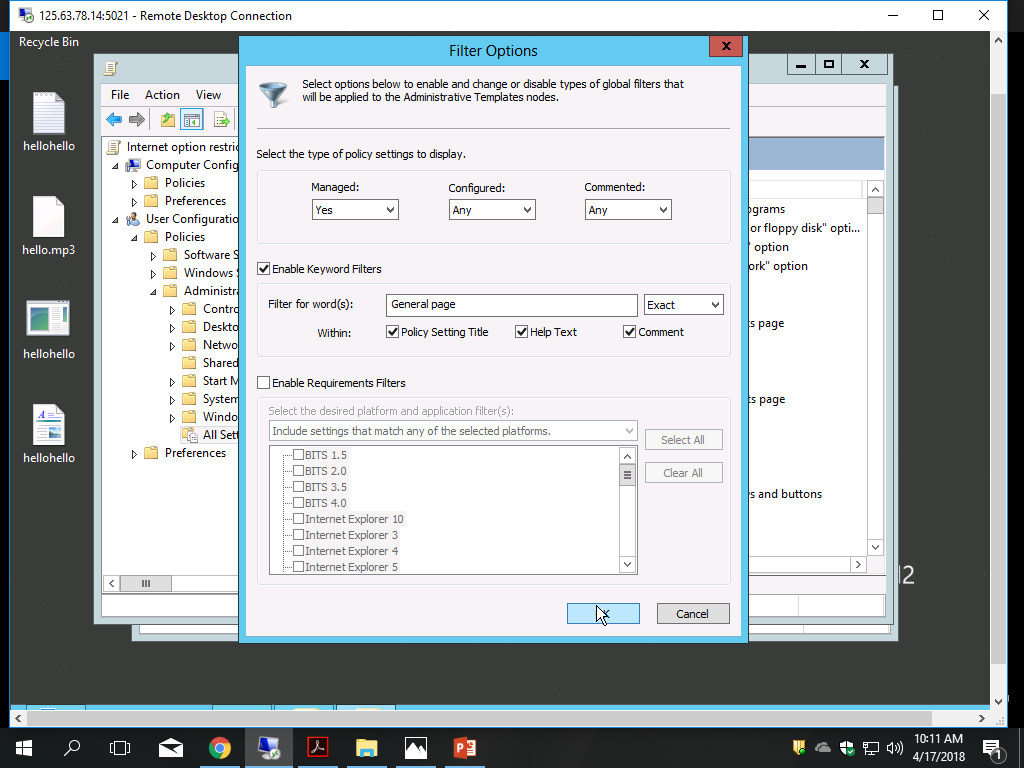 125.63.78.14:5021 - Remote Desktop Connection
Recycle Bin
hellohello
hello.mp3
hellohello
hellohello
File Action View
Internet option restric
Computer Config
Policies
Preferences
User Configuratio
Policies
Software S
Windows S
Administra
Contro
Deskto
Netwo
Shared
Start M
System
Windo
All Sett
Preferences
Filter Options
Select options below to enable and change or disable types of global filters that
will be applied to the Administrative Templates nodes.
Select the type of policy settings to display.
Managed: Configured: Commented:
Yes Any Any
Enable Keyword Filters
Filter for word(s): General page Exact
Within: Policy Setting Title Help Text Comment
Enable Requirements Filters
Select the desired platform and application filter(s):
Include settings that match any of the selected platforms.
Select All
Clear All
BITS 1.5
BITS 2.0
BITS 3.5
BITS 4.0
Internet Explorer 10
Internet Explorer 3
Internet Explorer 4
Internet Explorer 5
Cancel
ograms
or floppy disk" opti...
" option
ork" option
ts page
ts page
s and buttons
10:11 AM
4/17/2018
1